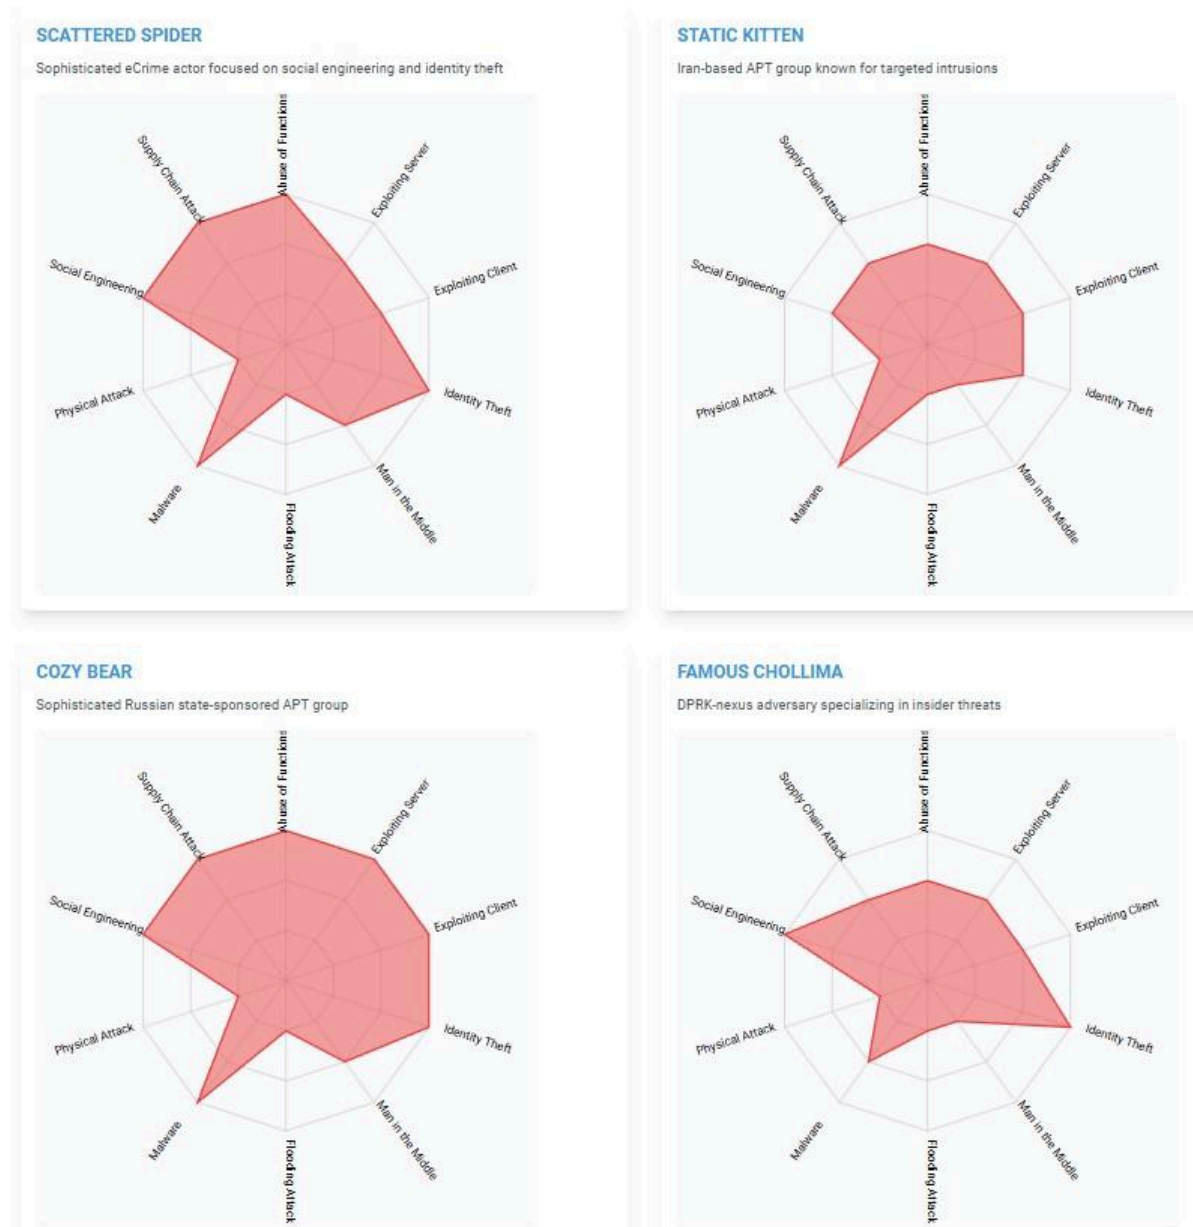 SCATTERED SPIDER
Sophisticated eCrime actor focused on social engineering and identity theft
Abuse of Functions
Exploiting Server
Exploiting Client
Identity Theft
Man in the Middle
Flooding Attack
Malware
Physical Attack
Social Engineering
Supply Chain Attack
STATIC KITTEN
Iran-based APT group known for targeted intrusions
Abuse of Functions
Exploiting Server
Exploiting Client
Identity Theft
Man in the Middle
Flooding Attack
Malware
Physical Attack
Social Engineering
Supply Chain Attack
COZY BEAR
Sophisticated Russian state-sponsored APT group
Abuse of Functions
Exploiting Server
Exploiting Client
Identity Theft
Man in the Middle
Flooding Attack
Malware
Physical Attack
Social Engineering
Supply Chain Attack
FAMOUS CHOLLIMA
DPRK-nexus adversary specializing in insider threats
Abuse of Functions
Exploiting Server
Exploiting Client
Identity Theft
Man in the Middle
Flooding Attack
Malware
Physical Attack
Social Engineering
Supply Chain Attack